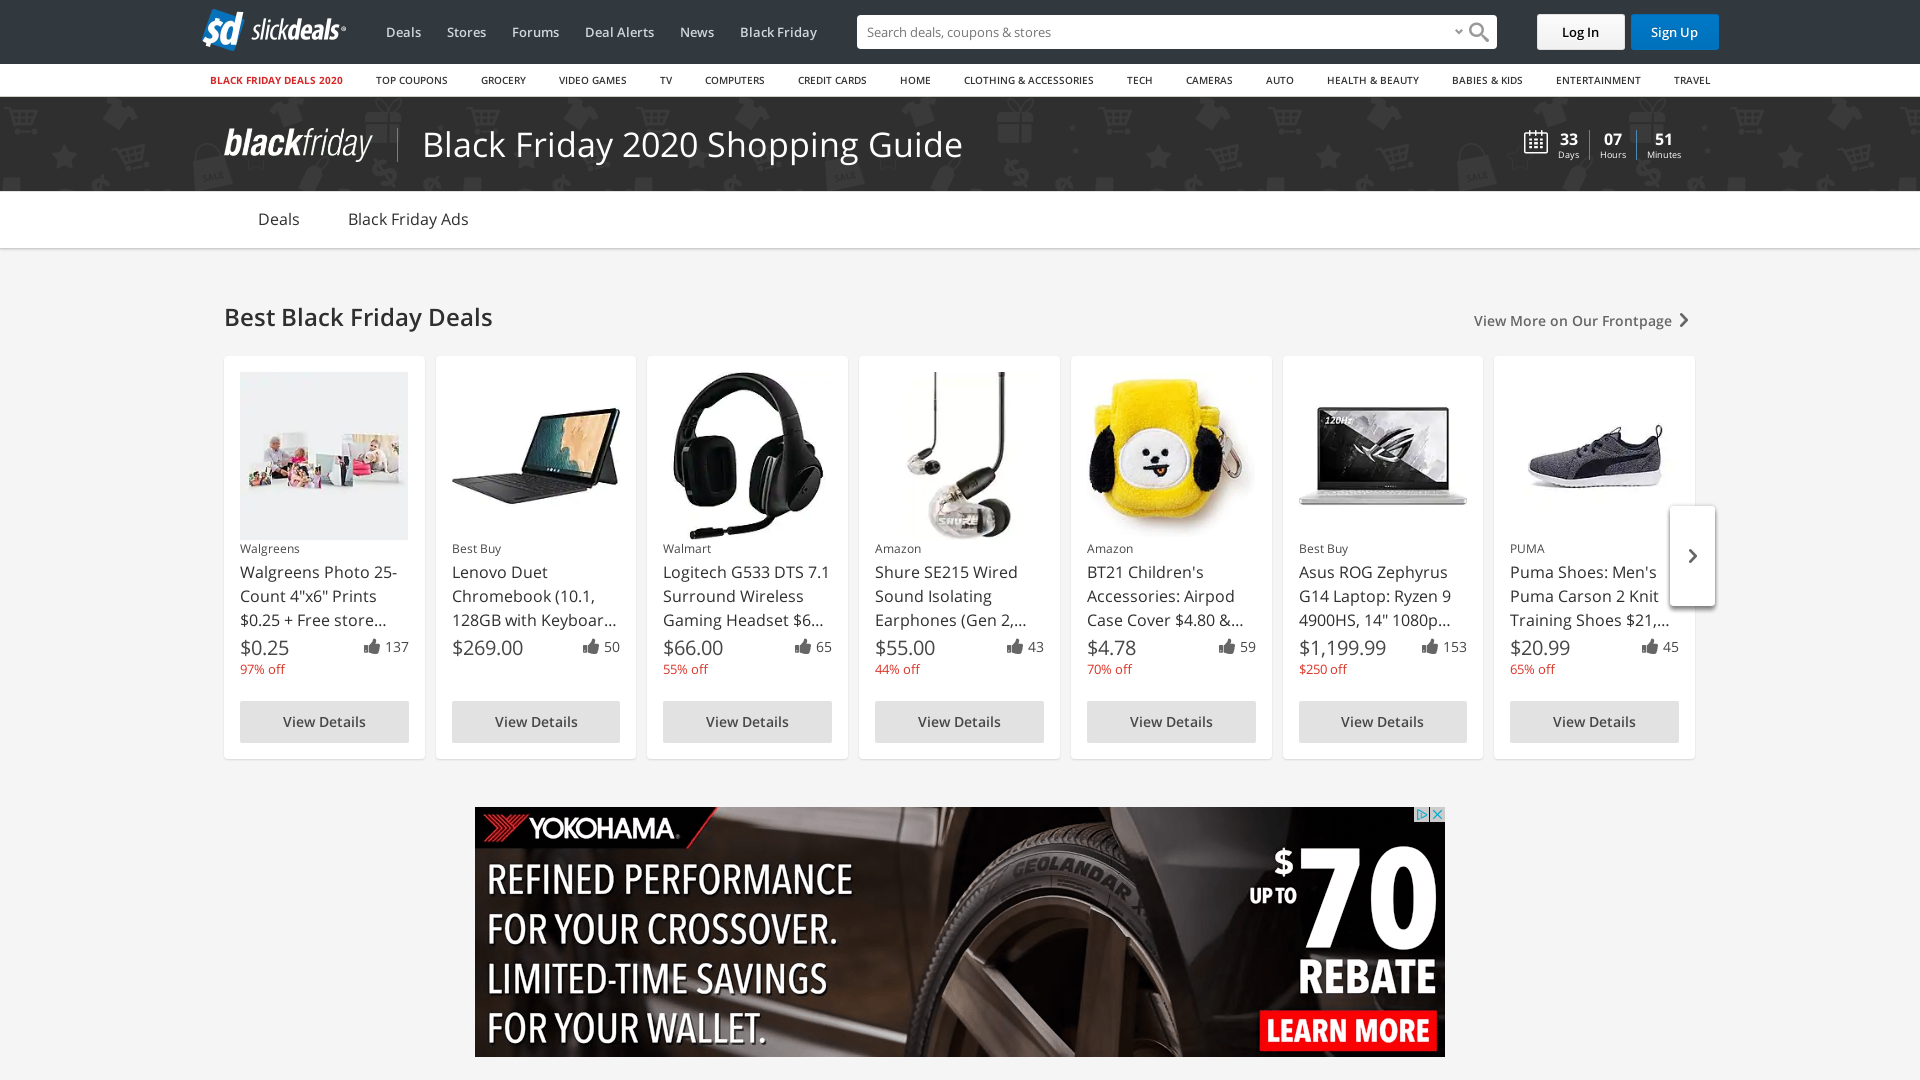 sd slickdeals®
Deals Stores Forums Deal Alerts News Black Friday
Search deals, coupons & stores
Log In Sign Up
BLACK FRIDAY DEALS 2020 TOP COUPONS GROCERY VIDEO GAMES TV COMPUTERS CREDIT CARDS HOME CLOTHING & ACCESSORIES TECH CAMERAS AUTO HEALTH & BEAUTY BABIES & KIDS ENTERTAINMENT TRAVEL
blackfriday Black Friday 2020 Shopping Guide
33 07 51
Days Hours Minutes
Deals Black Friday Ads
Best Black Friday Deals
View More on Our Frontpage
Walgreens
Walgreens Photo 25-
Count 4"x6" Prints
$0.25 + Free store...
$0.25 137
97% off
View Details
Best Buy
Lenovo Duet
Chromebook (10.1,
128GB with Keyboar...
$269.00 50
View Details
Walmart
Logitech G533 DTS 7.1
Surround Wireless
Gaming Headset $6...
$66.00 65
55% off
View Details
SHURE
Amazon
Shure SE215 Wired
Sound Isolating
Earphones (Gen 2,...
$55.00 43
44% off
View Details
Amazon
BT21 Children's
Accessories: Airpod
Case Cover $4.80 &...
$4.78 59
70% off
View Details
120Hz
Best Buy
Asus ROG Zephyrus
G14 Laptop: Ryzen 9
4900HS, 14" 1080p...
$1,199.99 153
$250 off
View Details
PUMA
Puma Shoes: Men's
Puma Carson 2 Knit
Training Shoes $21,...
$20.99 45
65% off
View Details
YOKOHAMA
REFINED PERFORMANCE
FOR YOUR CROSSOVER.
LIMITED-TIME SAVINGS
FOR YOUR WALLET.
GEOLANDAR
UP TO $70
REBATE
LEARN MORE